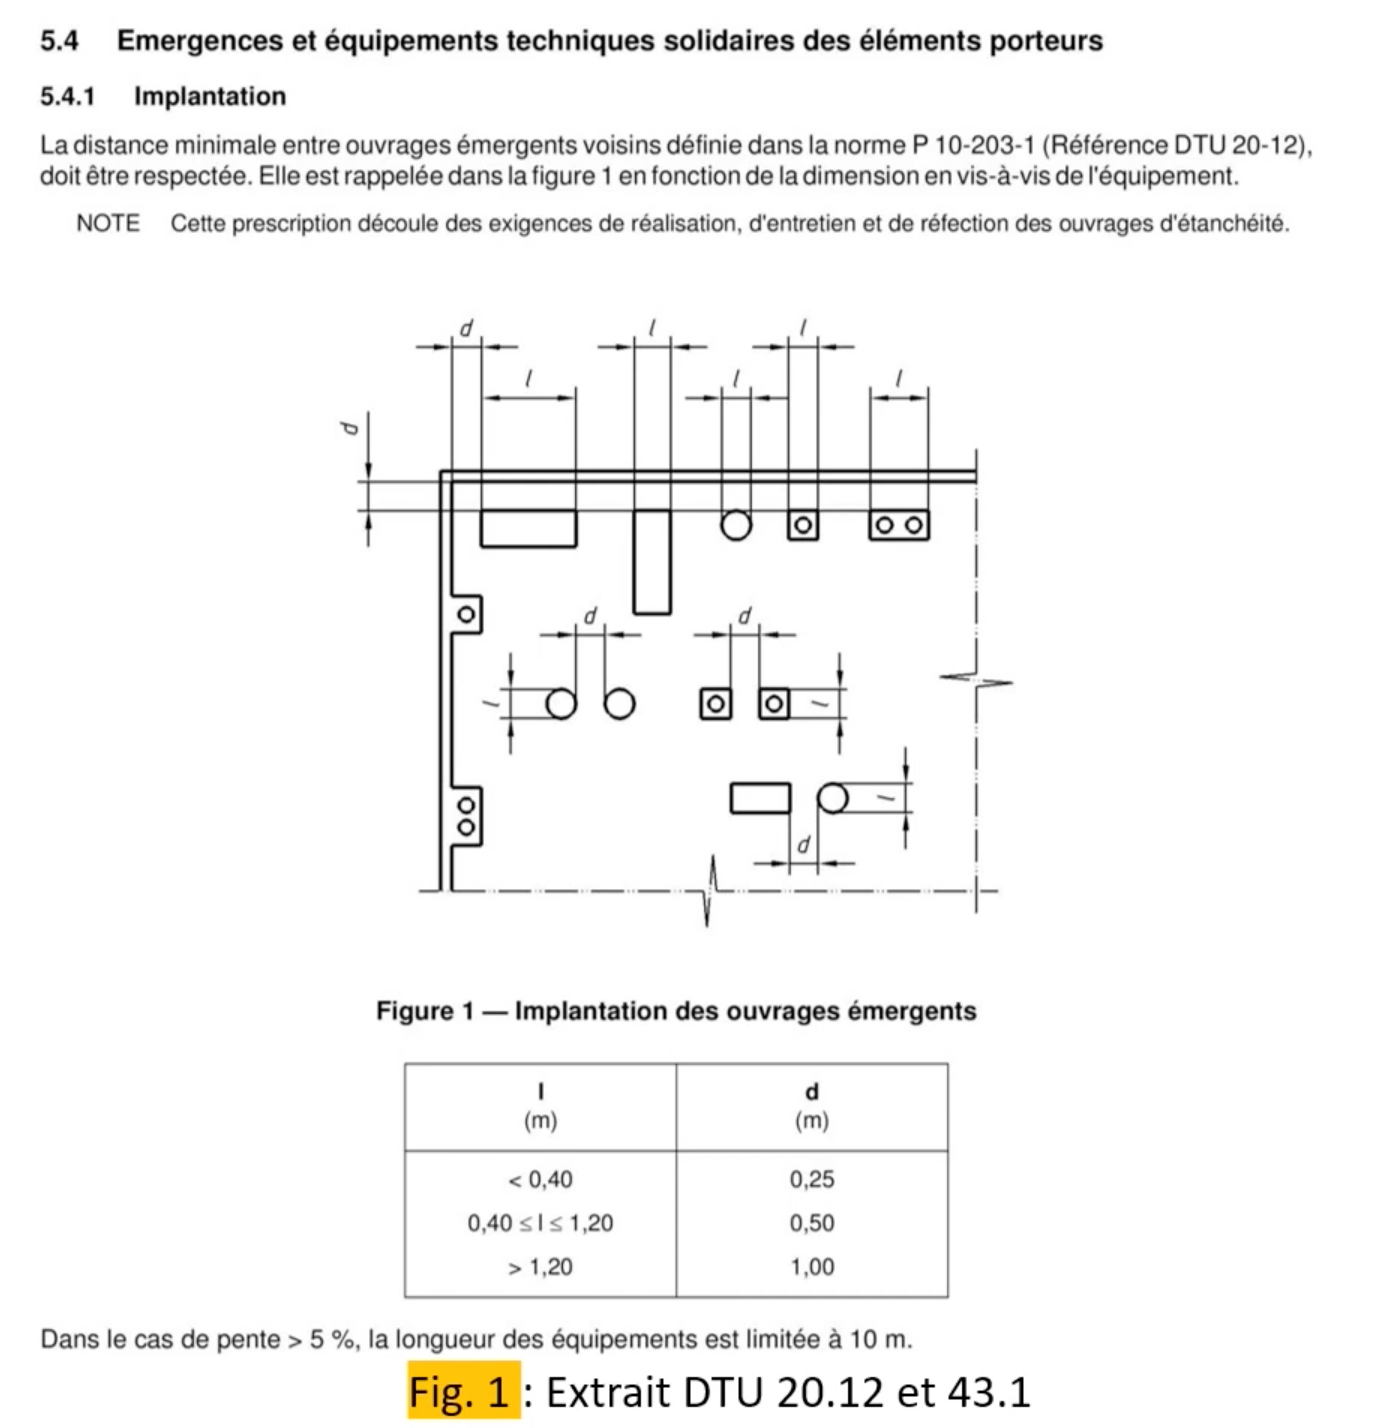 5.4 Emergences et équipements techniques solidaires des éléments porteurs
5.4.1 Implantation
La distance minimale entre ouvrages émergents voisins définie dans la norme P 10-203-1 (Référence DTU 20-12),
doit être respectée. Elle est rappelée dans la figure 1 en fonction de la dimension en vis-à-vis de l'équipement.
NOTE Cette prescription découle des exigences de réalisation, d'entretien et de réfection des ouvrages d'étanchéité.
d l l
l l l
d
d d
l l
l
d
Figure 1 — Implantation des ouvrages émergents
l d
(m) (m)
< 0,40 0,25
0,40 ≤ l ≤ 1,20 0,50
> 1,20 1,00
Dans le cas de pente > 5 %, la longueur des équipements est limitée à 10 m.
Fig. 1 : Extrait DTU 20.12 et 43.1